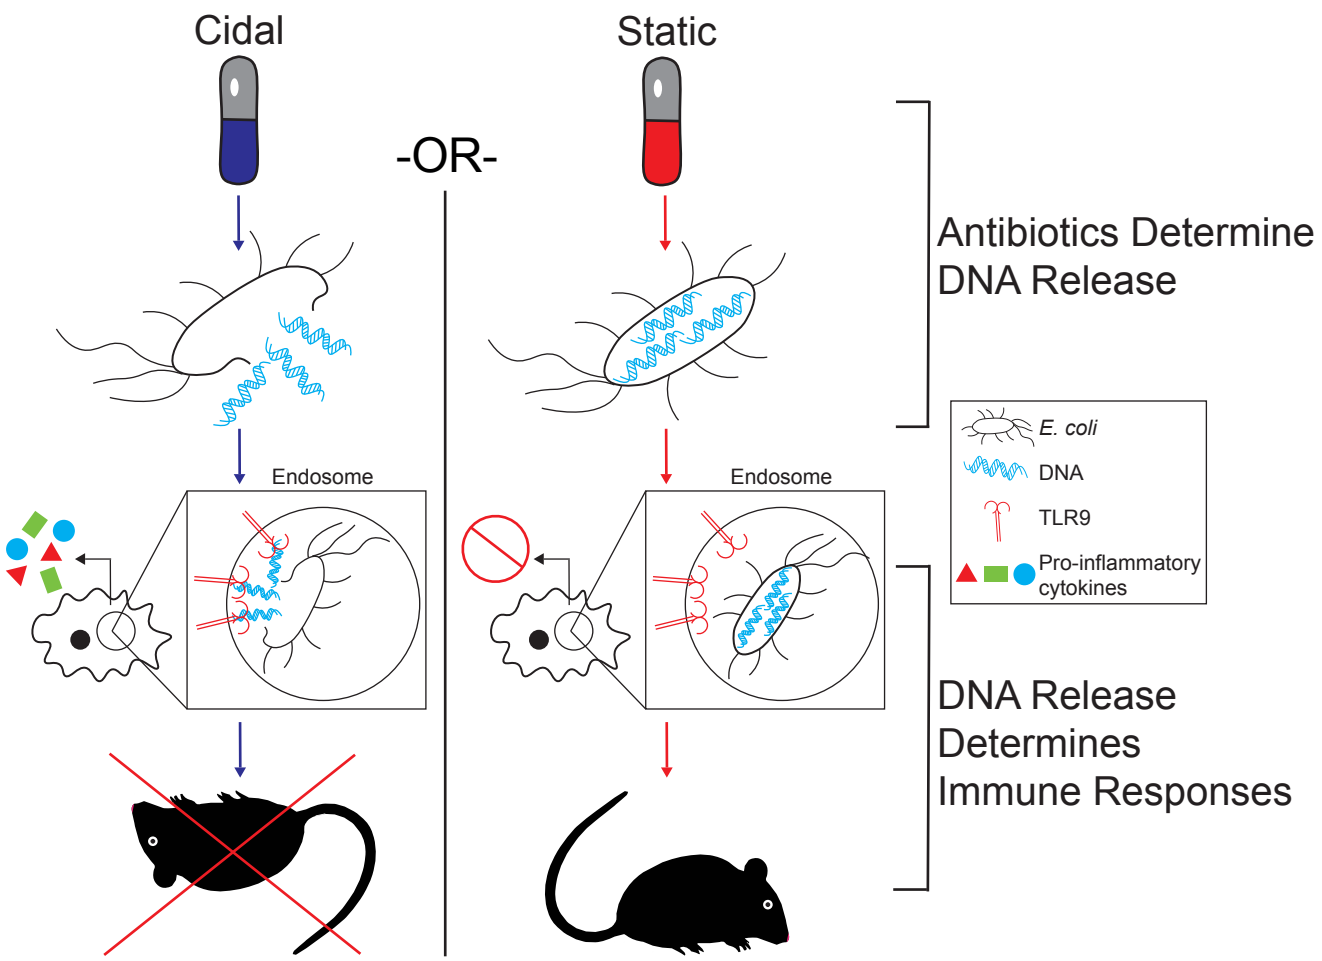 Cidal
Static
-OR-
Antibiotics Determine
DNA Release
E. coli
DNA
TLR9
Pro-inflammatory
cytokines
Endosome
Endosome
DNA Release
Determines
Immune Responses